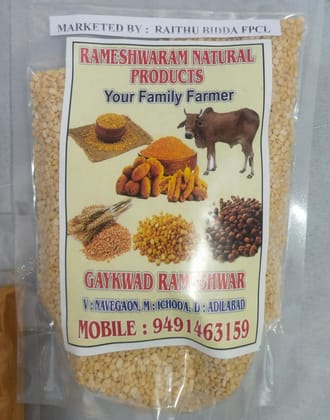 MARKETED BY : RAITHU BIDDA FPCL
RAMESHWARAM NATURAL
PRODUCTS
Your Family Farmer
GAYKWAD RAMESHWAR
V : NAVEGAON, M : ICHODA, D : ADILABAD
MOBILE : 9491463159